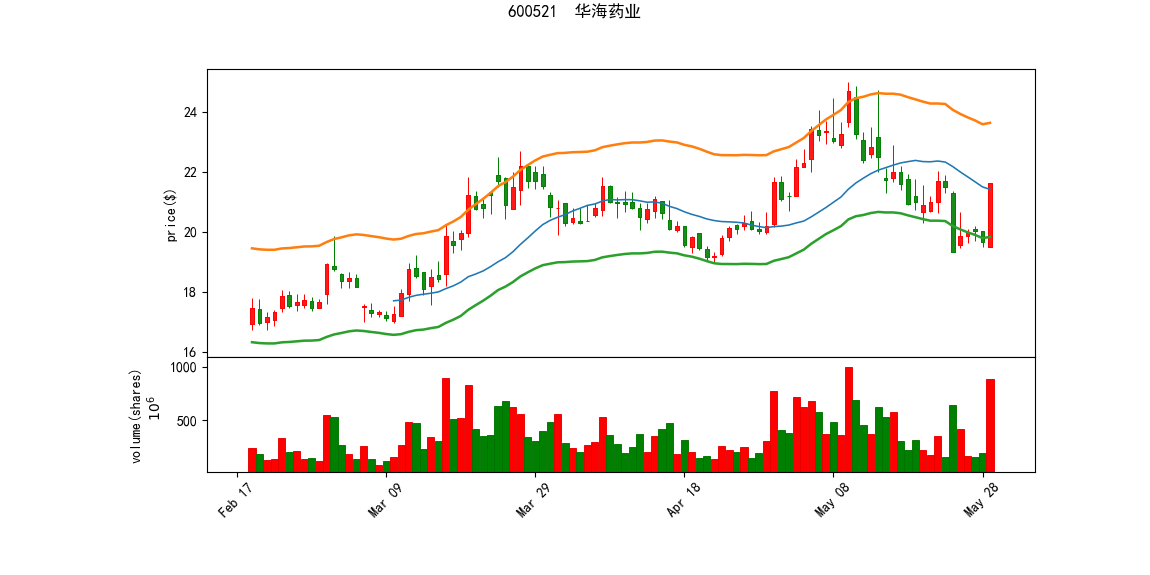 600521 华海药业
price($)
24
22
20
18
16
volume(shares)
10^6
1000
500
Feb 17
Mar 09
Mar 29
Apr 18
May 08
May 28